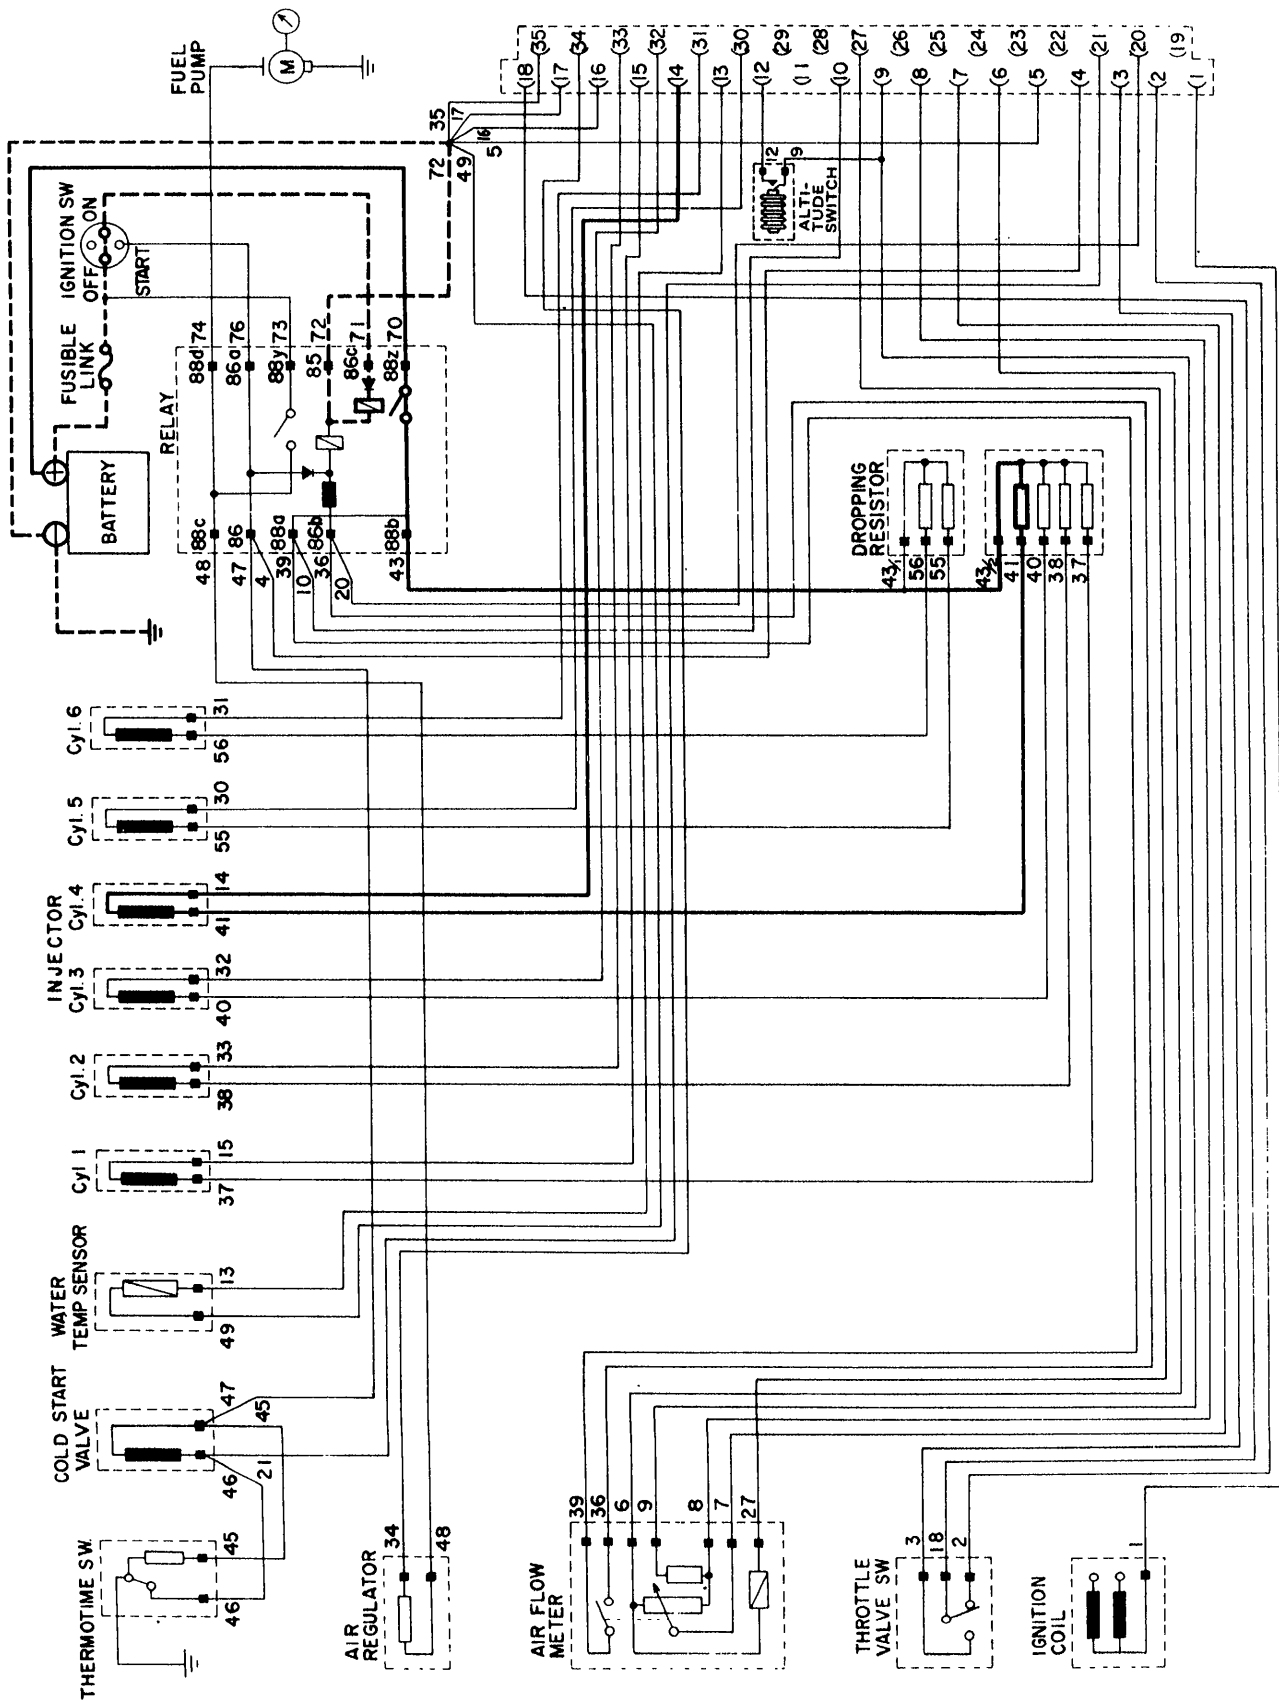 FUEL
PUMP
M
IGNITION SW
OFF ON
START
FUSIBLE
LINK
BATTERY
RELAY
88d 74
86a 76
88y 73
85 72
86c 71
88z 70
88c 48
86 47
4
88a 39
10
86b 36
20
88b 43
72
35
17
16
5
49
(35
(34
(33
(32
(31
(30
(29
(28
(27
(26
(25
(24
(23
(22
(21
(20
(19
(18
(17
(16
(15
(14
(13
(12
(11
(10
(9
(8
(7
(6
(5
(4
(3
(2
(1
12
9
ALTI-
TUDE
SWITCH
DROPPING
RESISTOR
43/1
56
55
43/2
41
40
38
37
INJECTOR
Cyl. 6
56 31
Cyl. 5
55 30
Cyl. 4
41 14
Cyl. 3
40 32
Cyl. 2
38 33
Cyl 1
37 15
WATER
TEMP SENSOR
49 13
COLD START
VALVE
47
45
46
21
THERMOTIME SW.
46 45
AIR
REGULATOR
34
48
AIR FLOW
METER
39
36
6
9
8
7
27
THROTTLE
VALVE SW
3
18
2
IGNITION
COIL
1